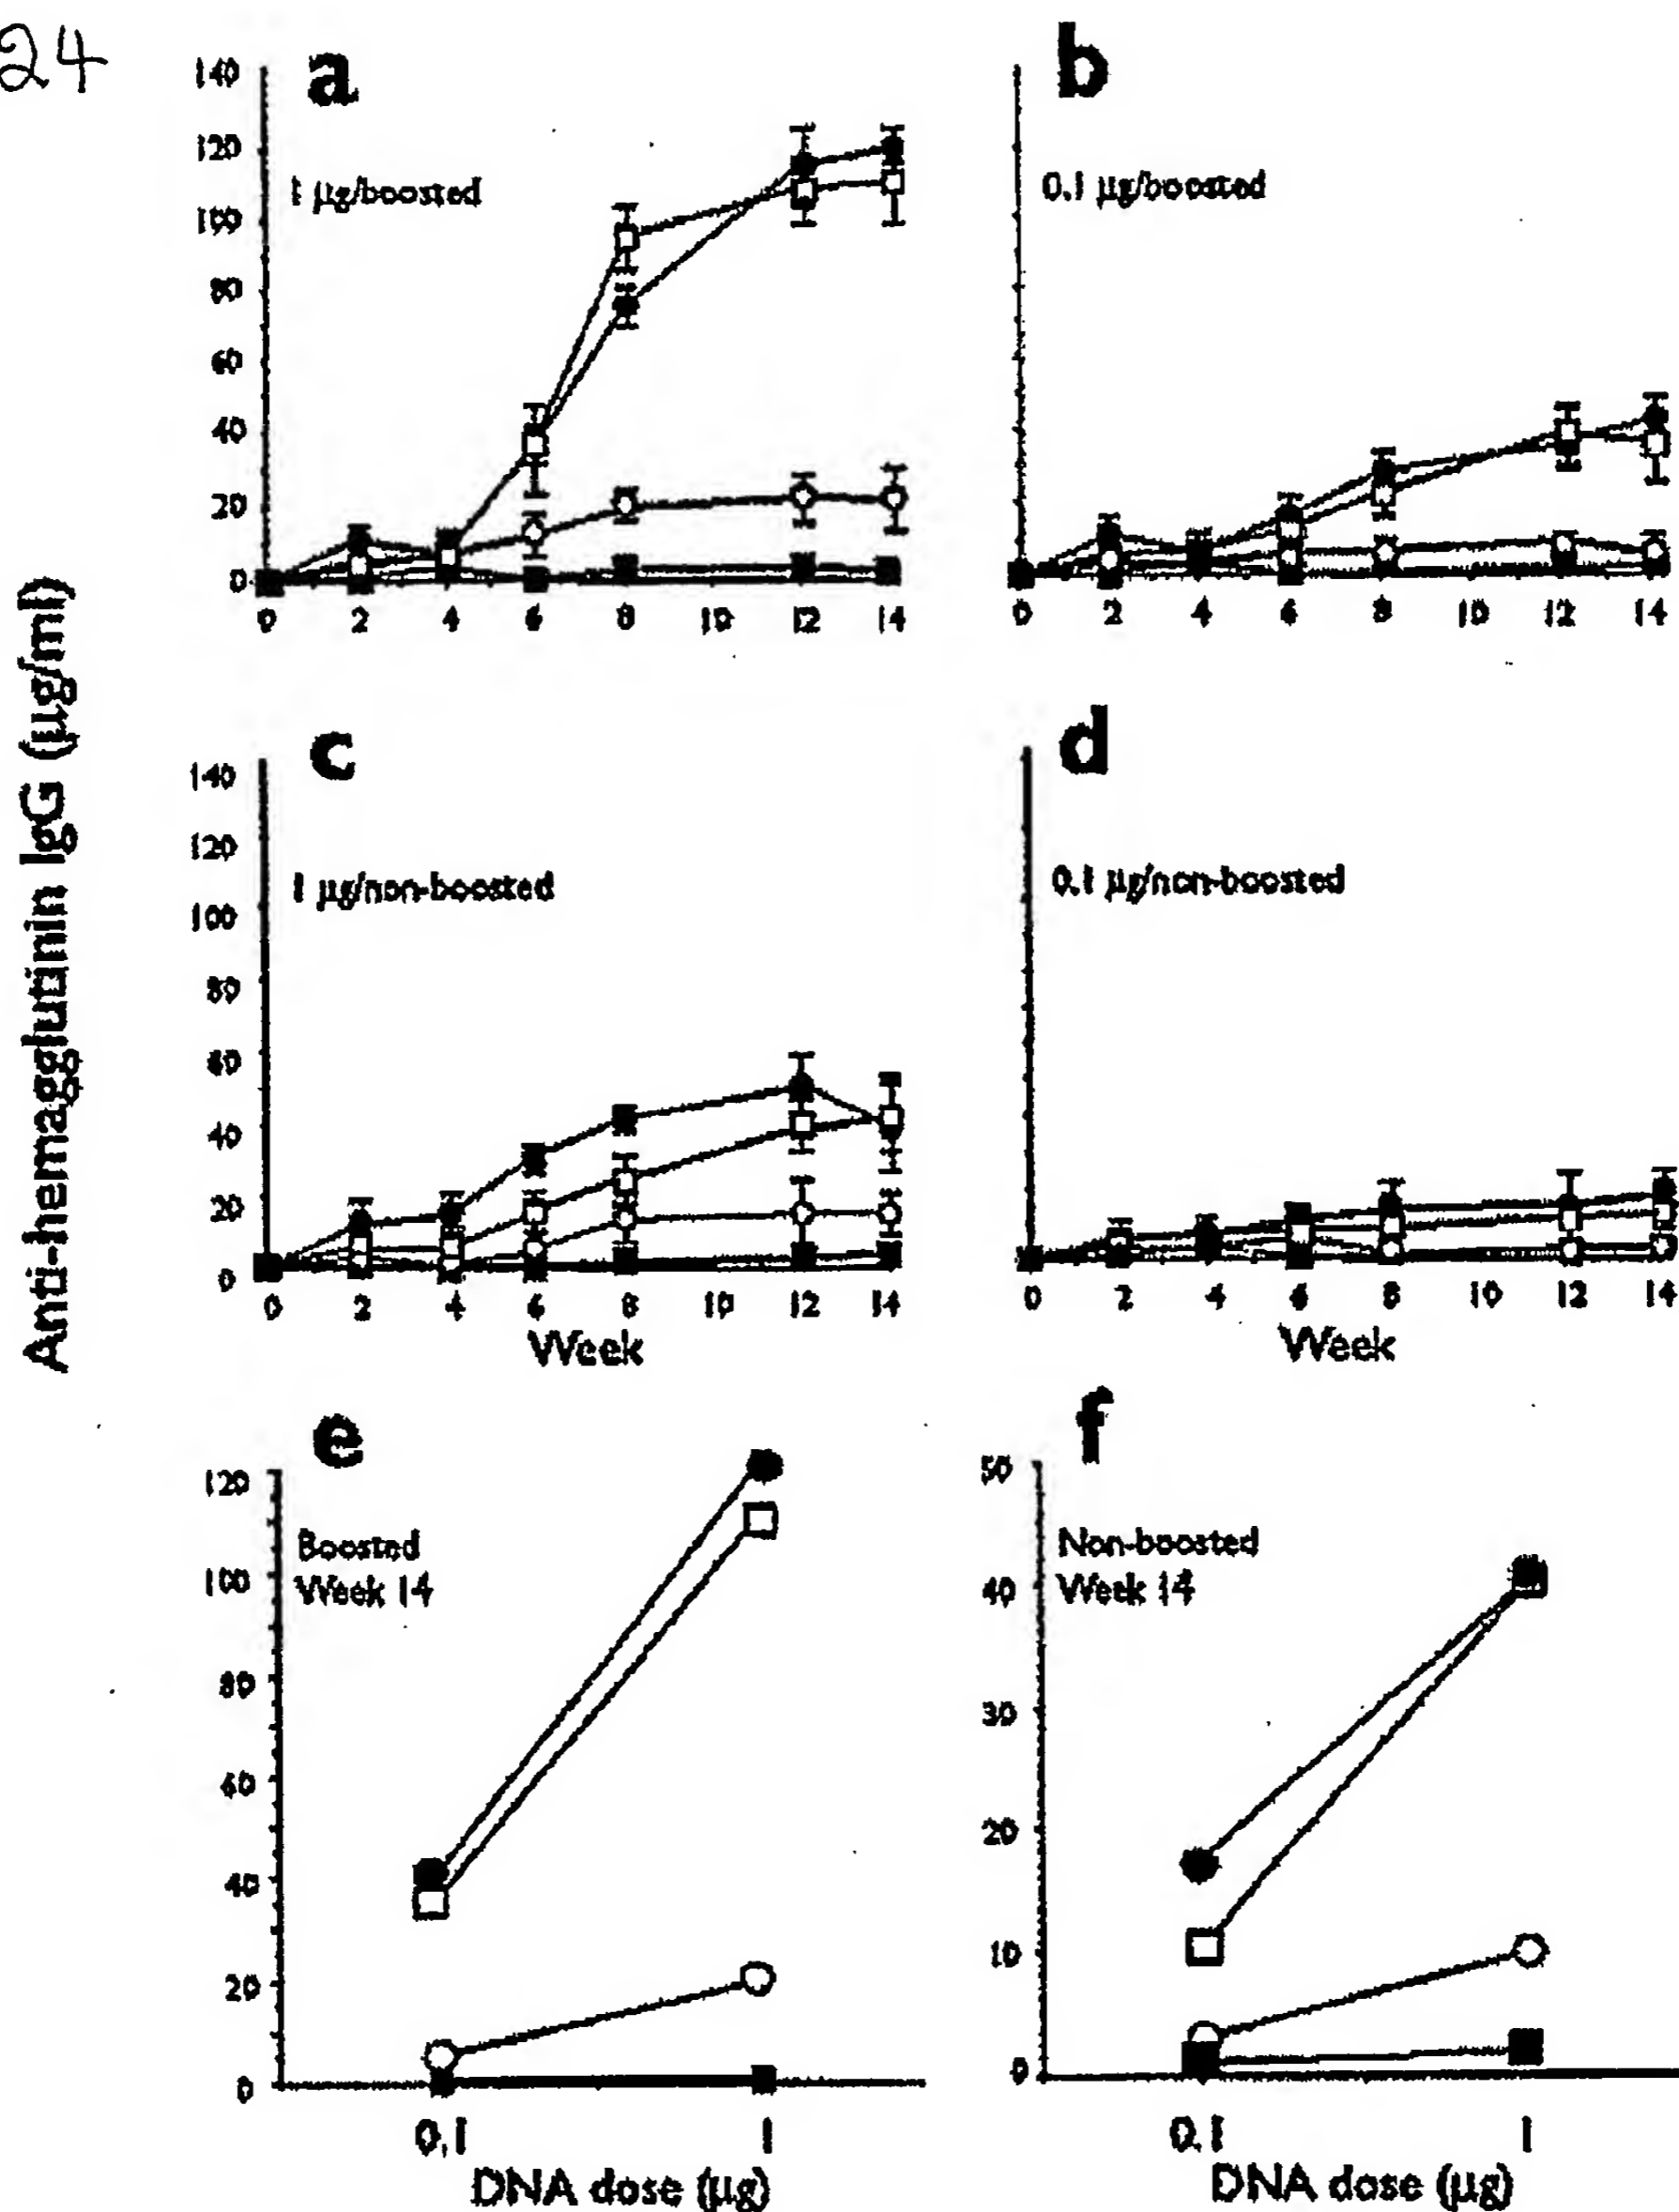 24
Anti-hemagglutinin IgG (μg/ml)
a
140
120
100
80
60
40
20
0
1 μg/boosted
0 2 4 6 8 10 12 14
b
0.1 μg/boosted
0 2 4 6 8 10 12 14
c
140
120
100
80
60
40
20
0
1 μg/non-boosted
0 2 4 6 8 10 12 14
Week
d
0.1 μg/non-boosted
0 2 4 6 8 10 12 14
Week
e
120
100
80
60
40
20
0
Boosted
Week 14
0.1 1
DNA dose (μg)
f
50
40
30
20
10
0
Non-boosted
Week 14
0.1 1
DNA dose (μg)